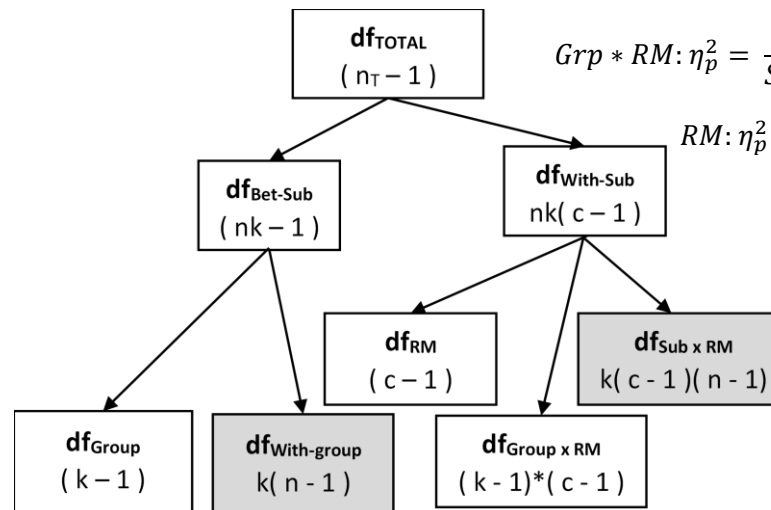 df_TOTAL
( n_T – 1 )
Grp * RM: η_p^2 =
RM: η_p^2
df_Bet-Sub
( nk – 1 )
df_With-Sub
nk( c – 1 )
df_RM
( c – 1 )
df_Sub x RM
k( c - 1 )( n - 1)
df_Group
( k – 1 )
df_With-group
k( n - 1 )
df_Group x RM
( k - 1)*( c - 1 )